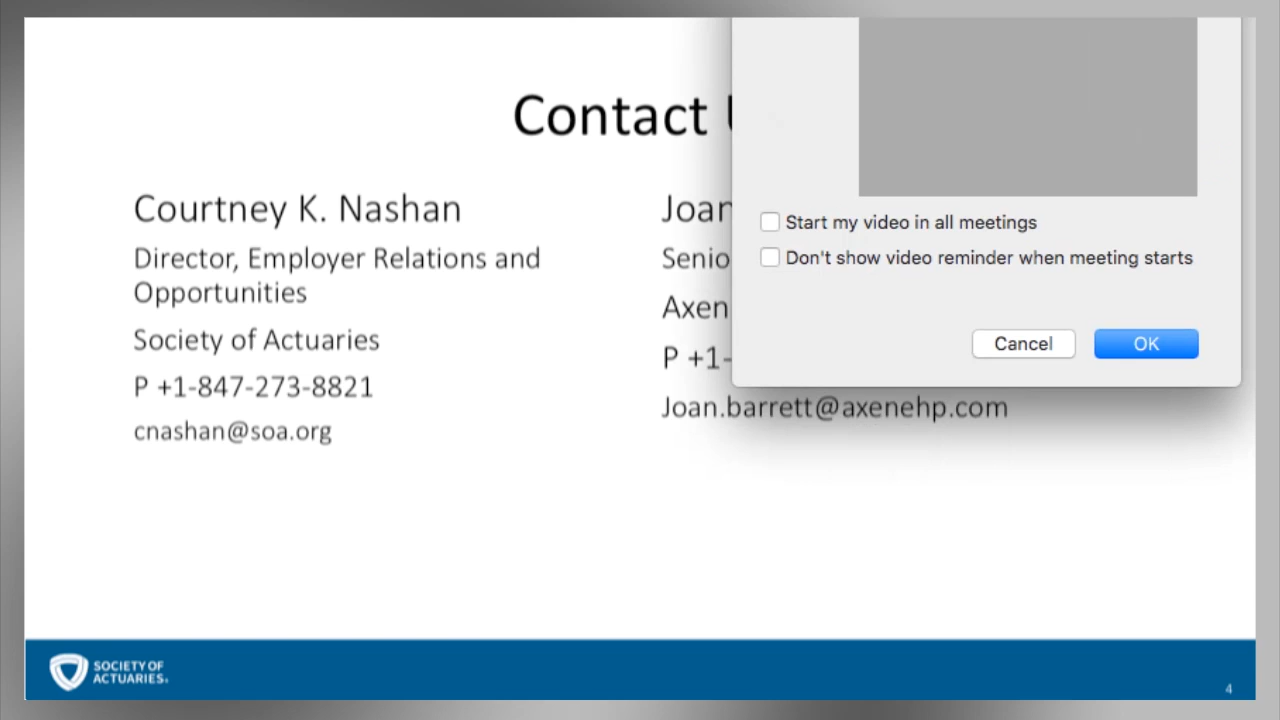 Contact
Courtney K. Nashan
Director, Employer Relations and
Opportunities
Society of Actuaries
P +1-847-273-8821
cnashan@soa.org
Joan
Senio
Axen
P +1-
Joan.barrett@axenehp.com
Start my video in all meetings
Don't show video reminder when meeting starts
Cancel
OK
SOCIETY OF
ACTUARIES®
4